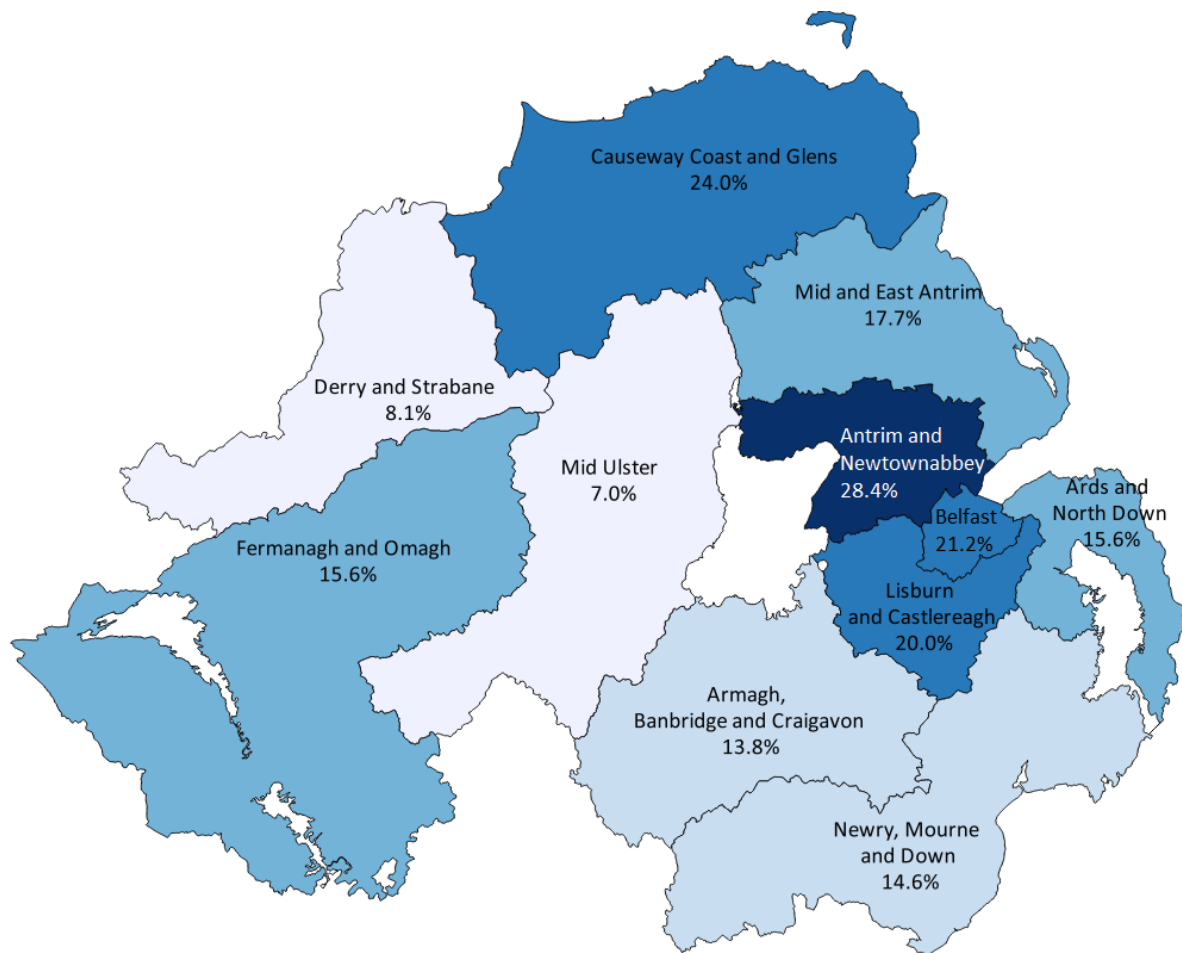 Causeway Coast and Glens
24.0%
Mid and East Antrim
17.7%
Derry and Strabane
8.1%
Antrim and
Newtownabbey
28.4%
Mid Ulster
7.0%
Ards and
North Down
15.6%
Belfast
21.2%
Fermanagh and Omagh
15.6%
Lisburn
and Castlereagh
20.0%
Armagh,
Banbridge and Craigavon
13.8%
Newry, Mourne
and Down
14.6%